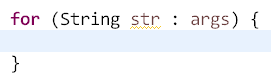 for (String str : args) {
}